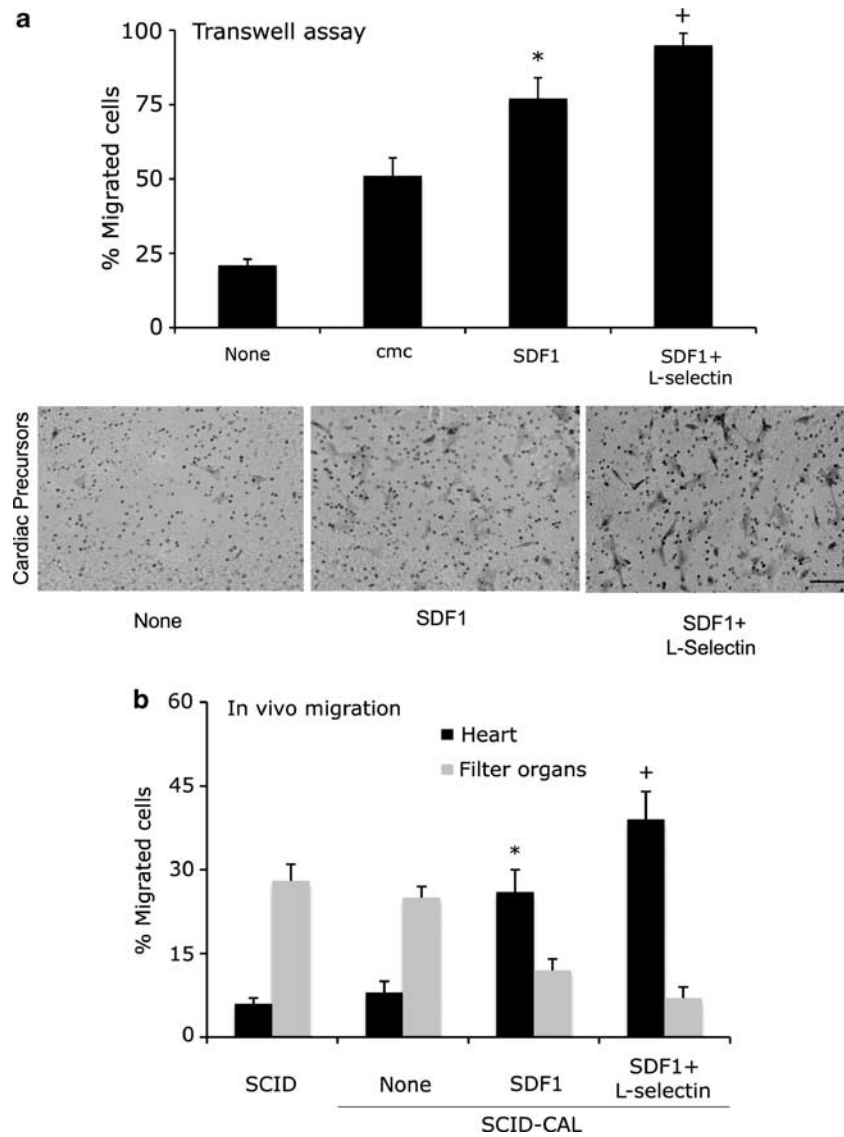 a
Transwell assay
% Migrated cells
100
75
50
25
0
*
+
None
cmc
SDF1
SDF1+
L-selectin
Cardiac Precursors
None
SDF1
SDF1+
L-Selectin
b
In vivo migration
Heart
Filter organs
% Migrated cells
60
45
30
15
0
*
+
SCID
None
SDF1
SDF1+
L-selectin
SCID-CAL